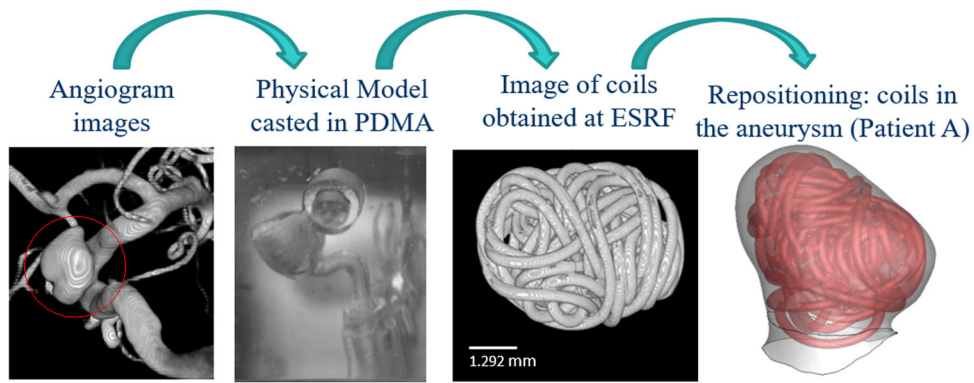 Angiogram
images
Physical Model
casted in PDMA
Image of coils
obtained at ESRF
Repositioning: coils in
the aneurysm (Patient A)
1.292 mm